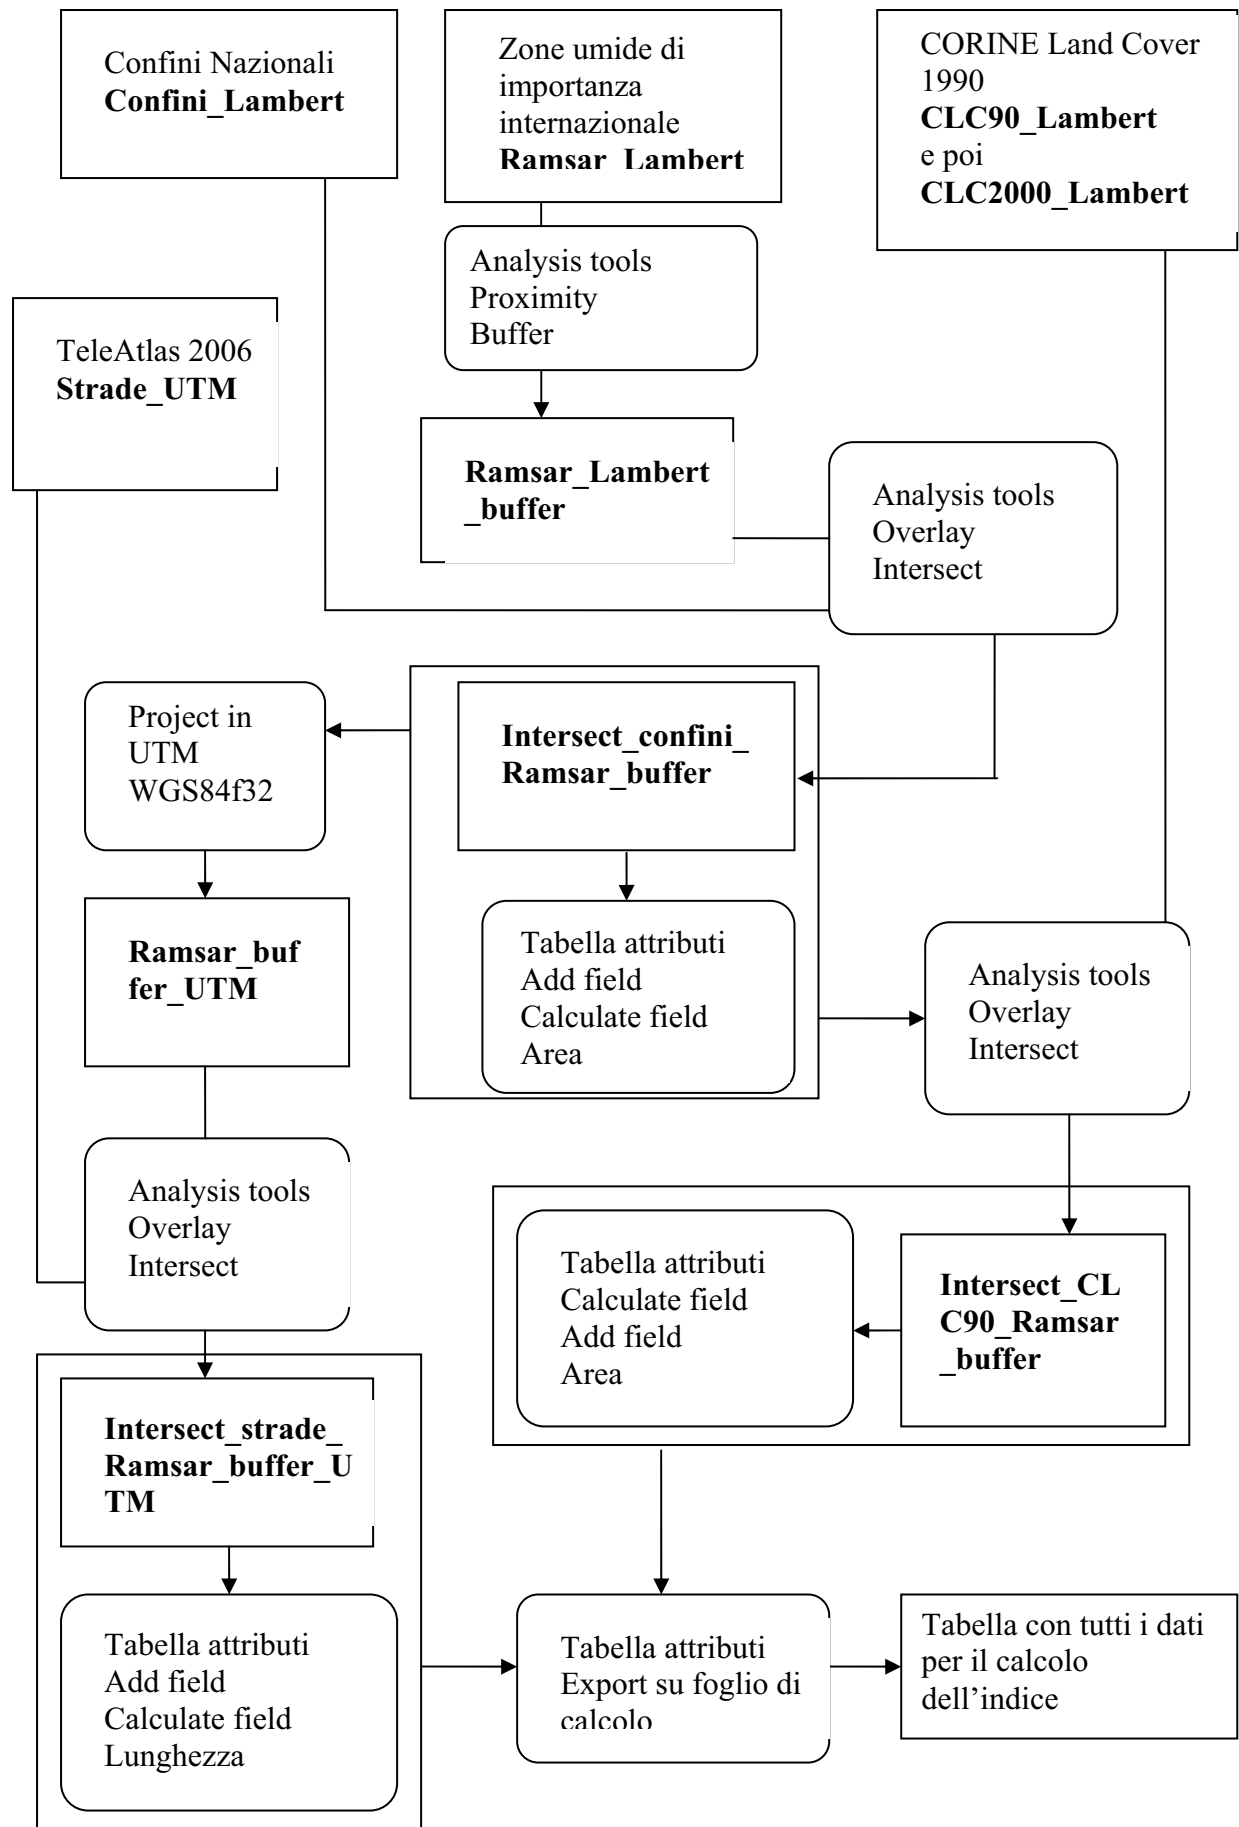 Confini Nazionali
Confini_Lambert
Zone umide di
importanza
internazionale
Ramsar_Lambert
CORINE Land Cover
1990
CLC90_Lambert
e poi
CLC2000_Lambert
Analysis tools
Proximity
Buffer
TeleAtlas 2006
Strade_UTM
Ramsar_Lambert
_buffer
Analysis tools
Overlay
Intersect
Project in
UTM
WGS84f32
Intersect_confini_
Ramsar_buffer
Ramsar_buf
fer_UTM
Tabella attributi
Add field
Calculate field
Area
Analysis tools
Overlay
Intersect
Analysis tools
Overlay
Intersect
Tabella attributi
Calculate field
Add field
Area
Intersect_CL
C90_Ramsar
_buffer
Intersect_strade_
Ramsar_buffer_U
TM
Tabella attributi
Add field
Calculate field
Lunghezza
Tabella attributi
Export su foglio di
calcolo
Tabella con tutti i dati
per il calcolo
dell’indice